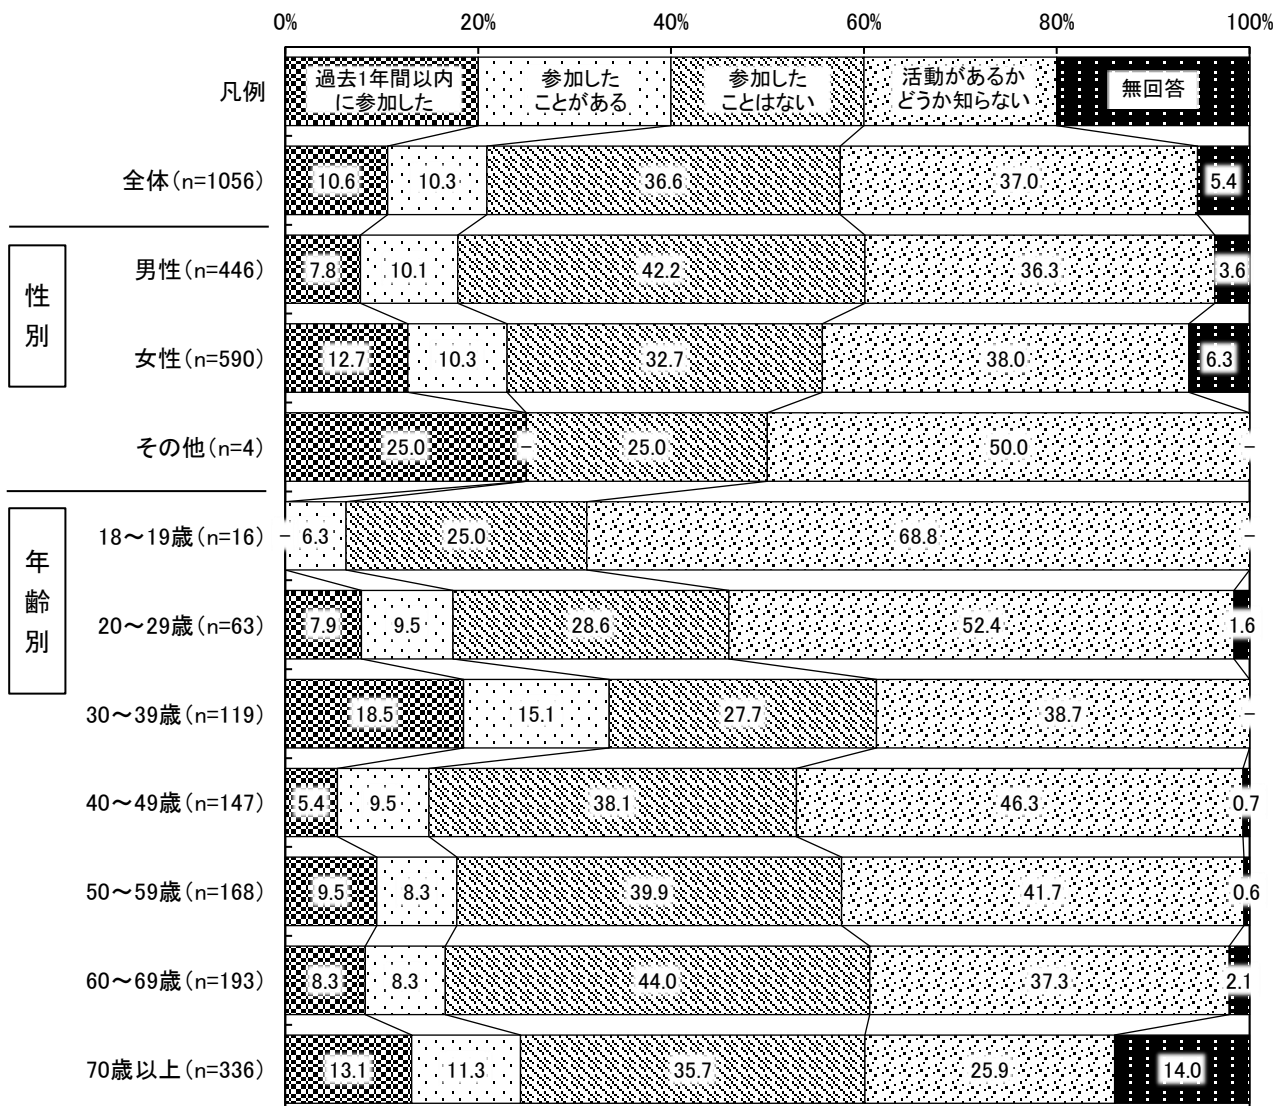 0%
20%
40%
60%
80%
100%
凡例
過去1年間以内
に参加した
参加した
ことがある
参加した
ことはない
活動があるか
どうか知らない
無回答
全体(n=1056)
10.6
10.3
36.6
37.0
5.4
性別
男性(n=446)
7.8
10.1
42.2
36.3
3.6
女性(n=590)
12.7
10.3
32.7
38.0
6.3
その他(n=4)
25.0
-
25.0
50.0
-
年齢別
18～19歳(n=16)
-
6.3
25.0
68.8
-
20～29歳(n=63)
7.9
9.5
28.6
52.4
1.6
30～39歳(n=119)
18.5
15.1
27.7
38.7
-
40～49歳(n=147)
5.4
9.5
38.1
46.3
0.7
50～59歳(n=168)
9.5
8.3
39.9
41.7
0.6
60～69歳(n=193)
8.3
8.3
44.0
37.3
2.1
70歳以上(n=336)
13.1
11.3
35.7
25.9
14.0